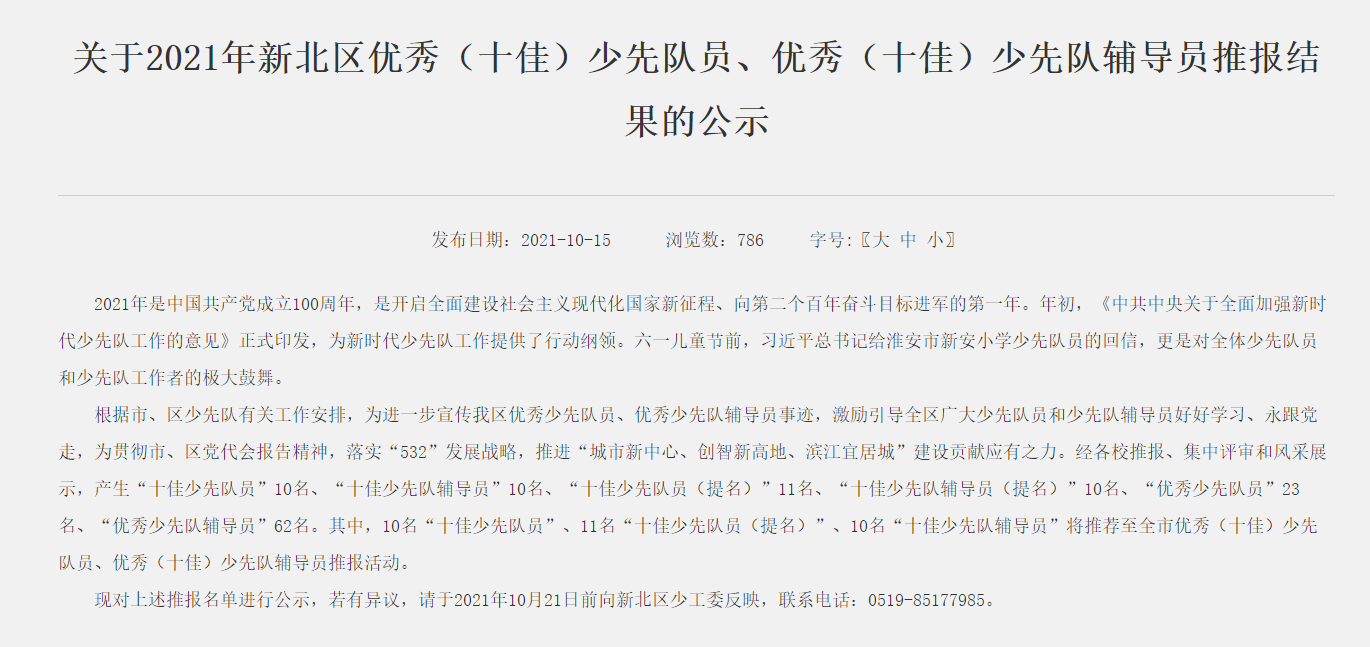 关于2021年新北区优秀（十佳）少先队员、优秀（十佳）少先队辅导员推报结
果的公示
发布日期：2021-10-15 浏览数：786 字号:〖大 中 小〗
2021年是中国共产党成立100周年，是开启全面建设社会主义现代化国家新征程、向第二个百年奋斗目标进军的第一年。年初，《中共中央关于全面加强新时
代少先队工作的意见》正式印发，为新时代少先队工作提供了行动纲领。六一儿童节前，习近平总书记给淮安市新安小学少先队员的回信，更是对全体少先队员
和少先队工作者的极大鼓舞。
根据市、区少先队有关工作安排，为进一步宣传我区优秀少先队员、优秀少先队辅导员事迹，激励引导全区广大少先队员和少先队辅导员好好学习、永跟党
走，为贯彻市、区党代会报告精神，落实“532”发展战略，推进“城市新中心、创智新高地、滨江宜居城”建设贡献应有之力。经各校推报、集中评审和风采展
示，产生“十佳少先队员”10名、“十佳少先队辅导员”10名、“十佳少先队员（提名）”11名、“十佳少先队辅导员（提名）”10名、“优秀少先队员”23
名、“优秀少先队辅导员”62名。其中，10名“十佳少先队员”、11名“十佳少先队员（提名）”、10名“十佳少先队辅导员”将推荐至全市优秀（十佳）少先
队员、优秀（十佳）少先队辅导员推报活动。
现对上述推报名单进行公示，若有异议，请于2021年10月21日前向新北区少工委反映，联系电话：0519-85177985。